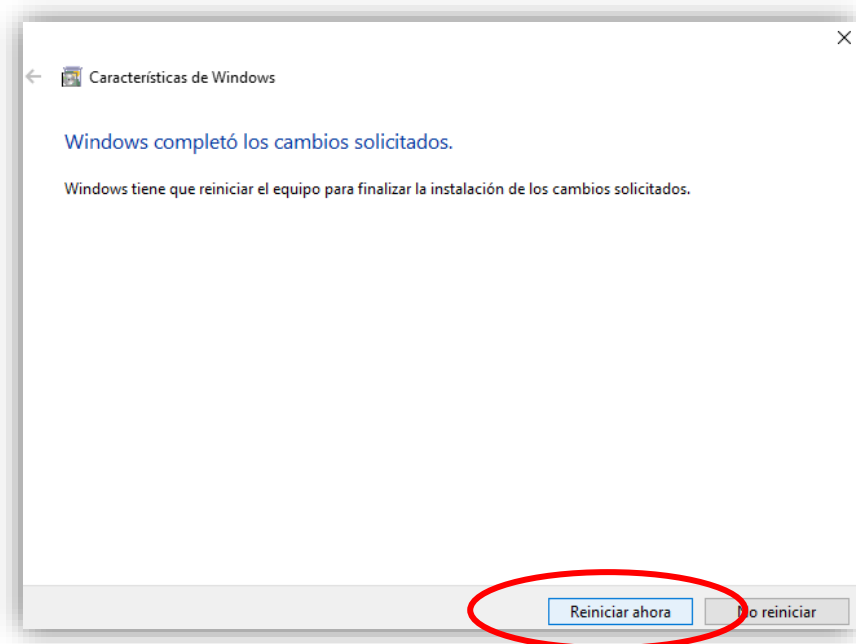 Características de Windows
Windows completó los cambios solicitados.
Windows tiene que reiniciar el equipo para finalizar la instalación de los cambios solicitados.
Reiniciar ahora
No reiniciar